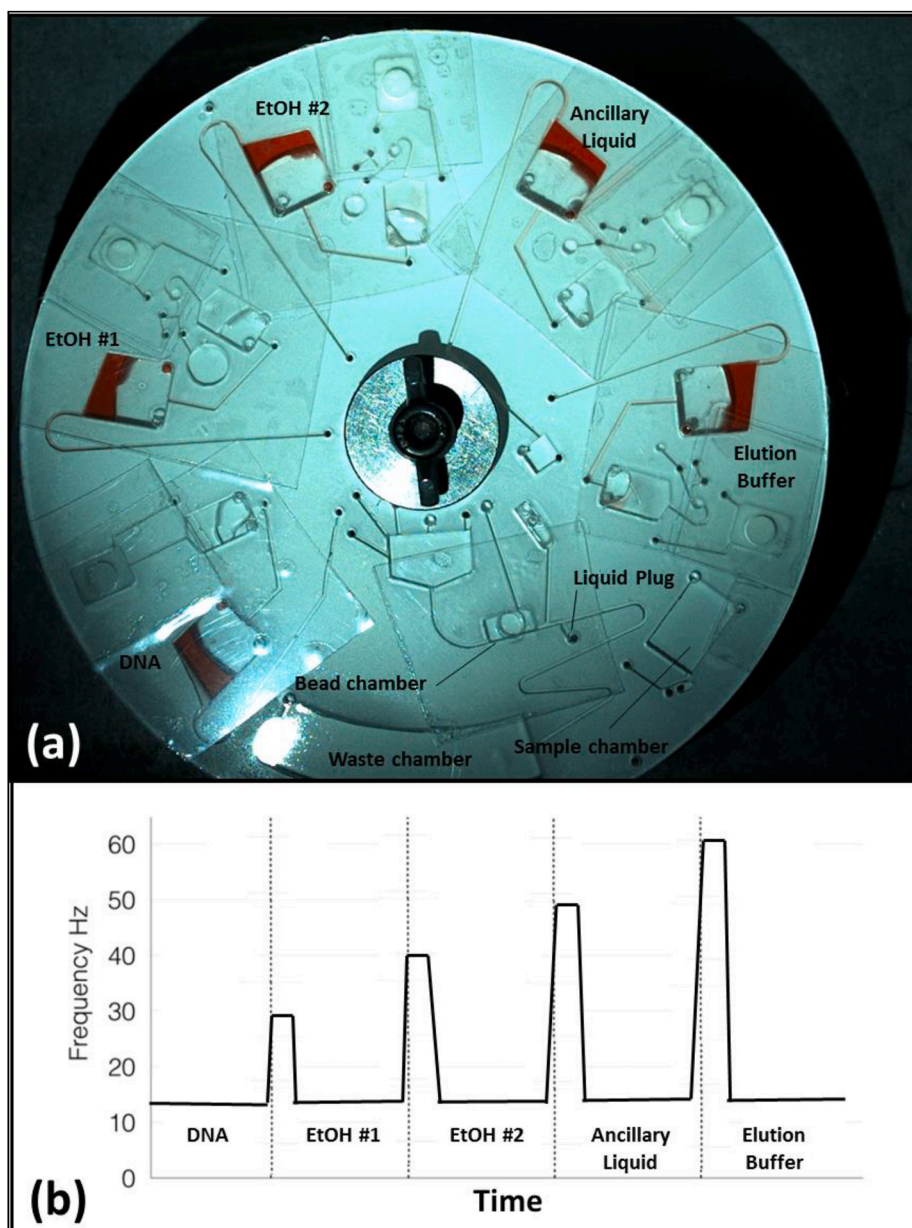 EtOH #2
Ancillary
Liquid
EtOH #1
Elution
Buffer
Liquid Plug
DNA
Bead chamber
Sample chamber
Waste chamber
(a)
60
50
40
30
20
10
0
Frequency Hz
DNA
EtOH #1
EtOH #2
Ancillary
Liquid
Elution
Buffer
(b)
Time